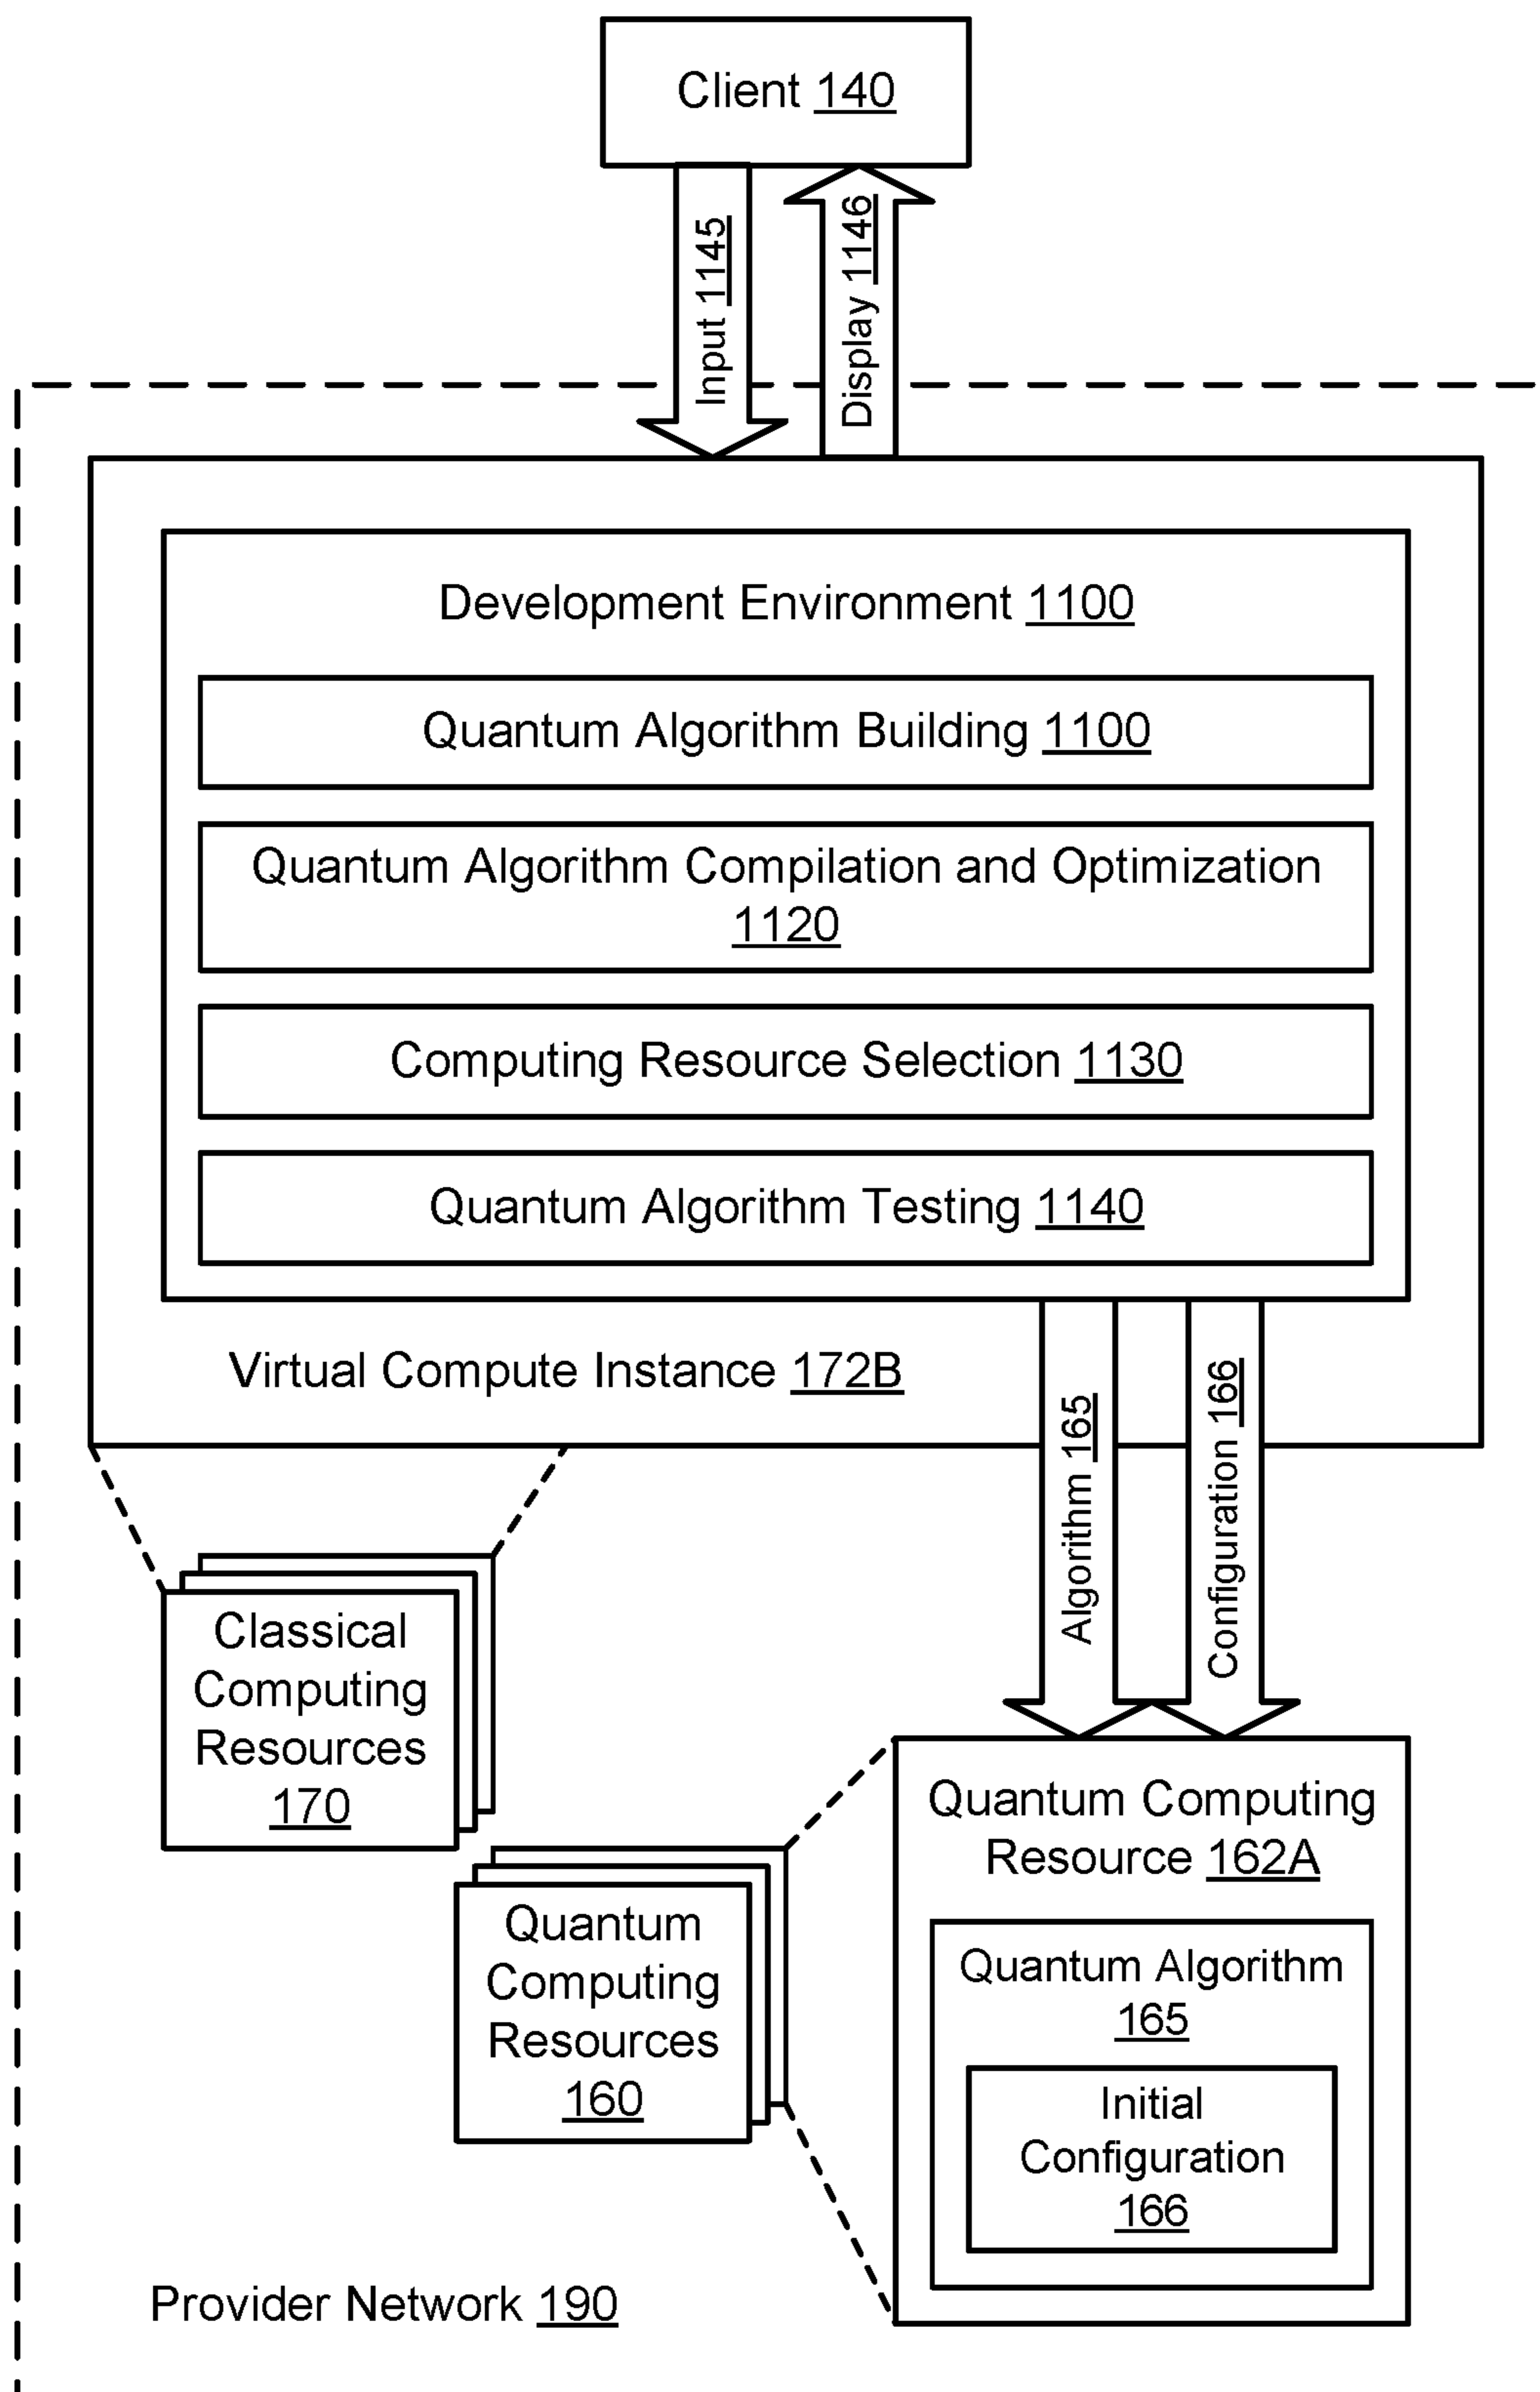 Client 140
Input 1145
Display 1146
Development Environment 1100
Quantum Algorithm Building 1100
Quantum Algorithm Compilation and Optimization
1120
Computing Resource Selection 1130
Quantum Algorithm Testing 1140
Virtual Compute Instance 172B
Algorithm 165
Configuration 166
Classical
Computing
Resources
170
Quantum
Computing
Resources
160
Quantum Computing
Resource 162A
Quantum Algorithm
165
Initial
Configuration
166
Provider Network 190